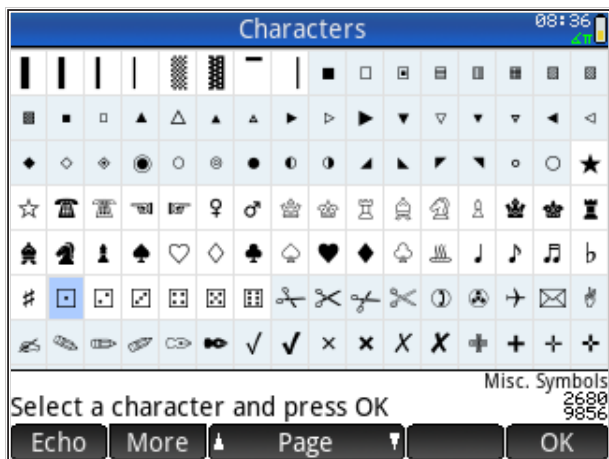 Characters
08:36
∡π
Misc. Symbols
Select a character and press OK
2680
9856
Echo More Page OK